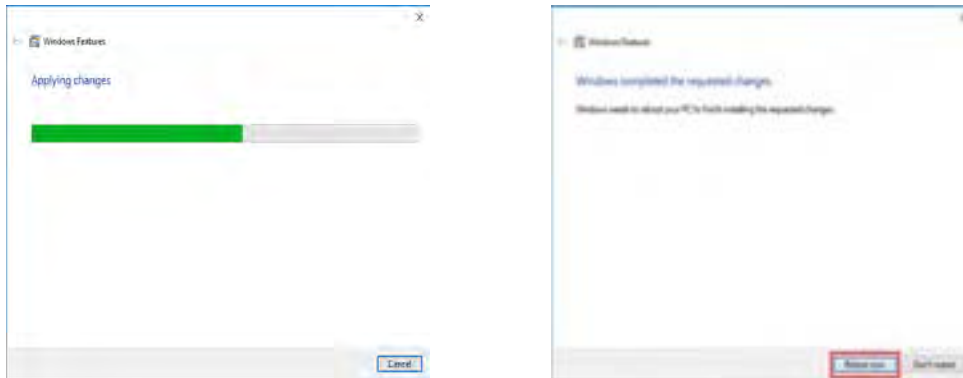 Windows Features
Applying changes
Cancel
Windows Features
Windows completed the requested changes.
Windows needs to reboot your PC to finish installing the requested changes.
Restart now
Don't restart